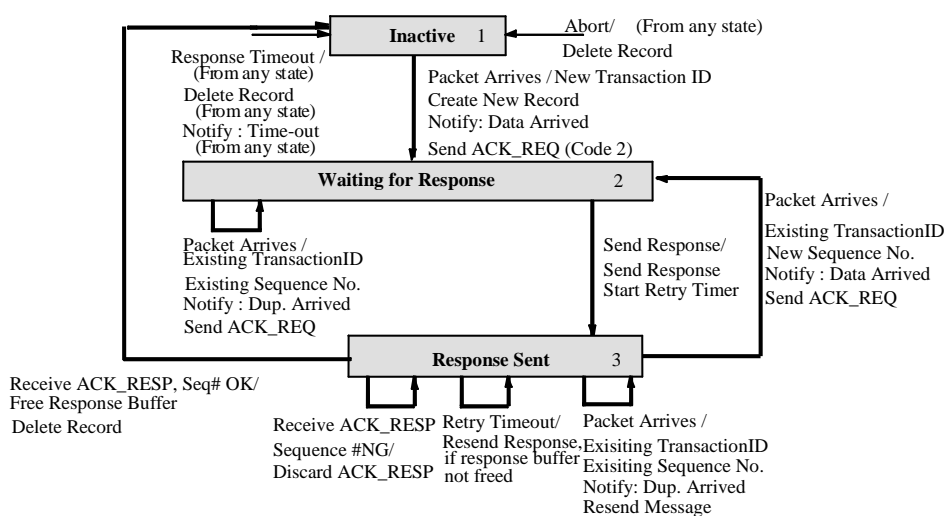 Inactive 1
Abort/ (From any state)
Delete Record
Response Timeout /
(From any state)
Delete Record
(From any state)
Notify : Time-out
(From any state)
Packet Arrives / New Transaction ID
Create New Record
Notify: Data Arrived
Send ACK_REQ (Code 2)
Waiting for Response 2
Packet Arrives /
Existing TransactionID
Existing Sequence No.
Notify : Dup. Arrived
Send ACK_REQ
Send Response/
Send Response
Start Retry Timer
Packet Arrives /
Existing TransactionID
New Sequence No.
Notify : Data Arrived
Send ACK_REQ
Response Sent 3
Receive ACK_RESP, Seq# OK/
Free Response Buffer
Delete Record
Receive ACK_RESP
Sequence #NG/
Discard ACK_RESP
Retry Timeout/
Resend Response,
if response buffer
not freed
Packet Arrives /
Exisiting TransactionID
Exisiting Sequence No.
Notify: Dup. Arrived
Resend Message